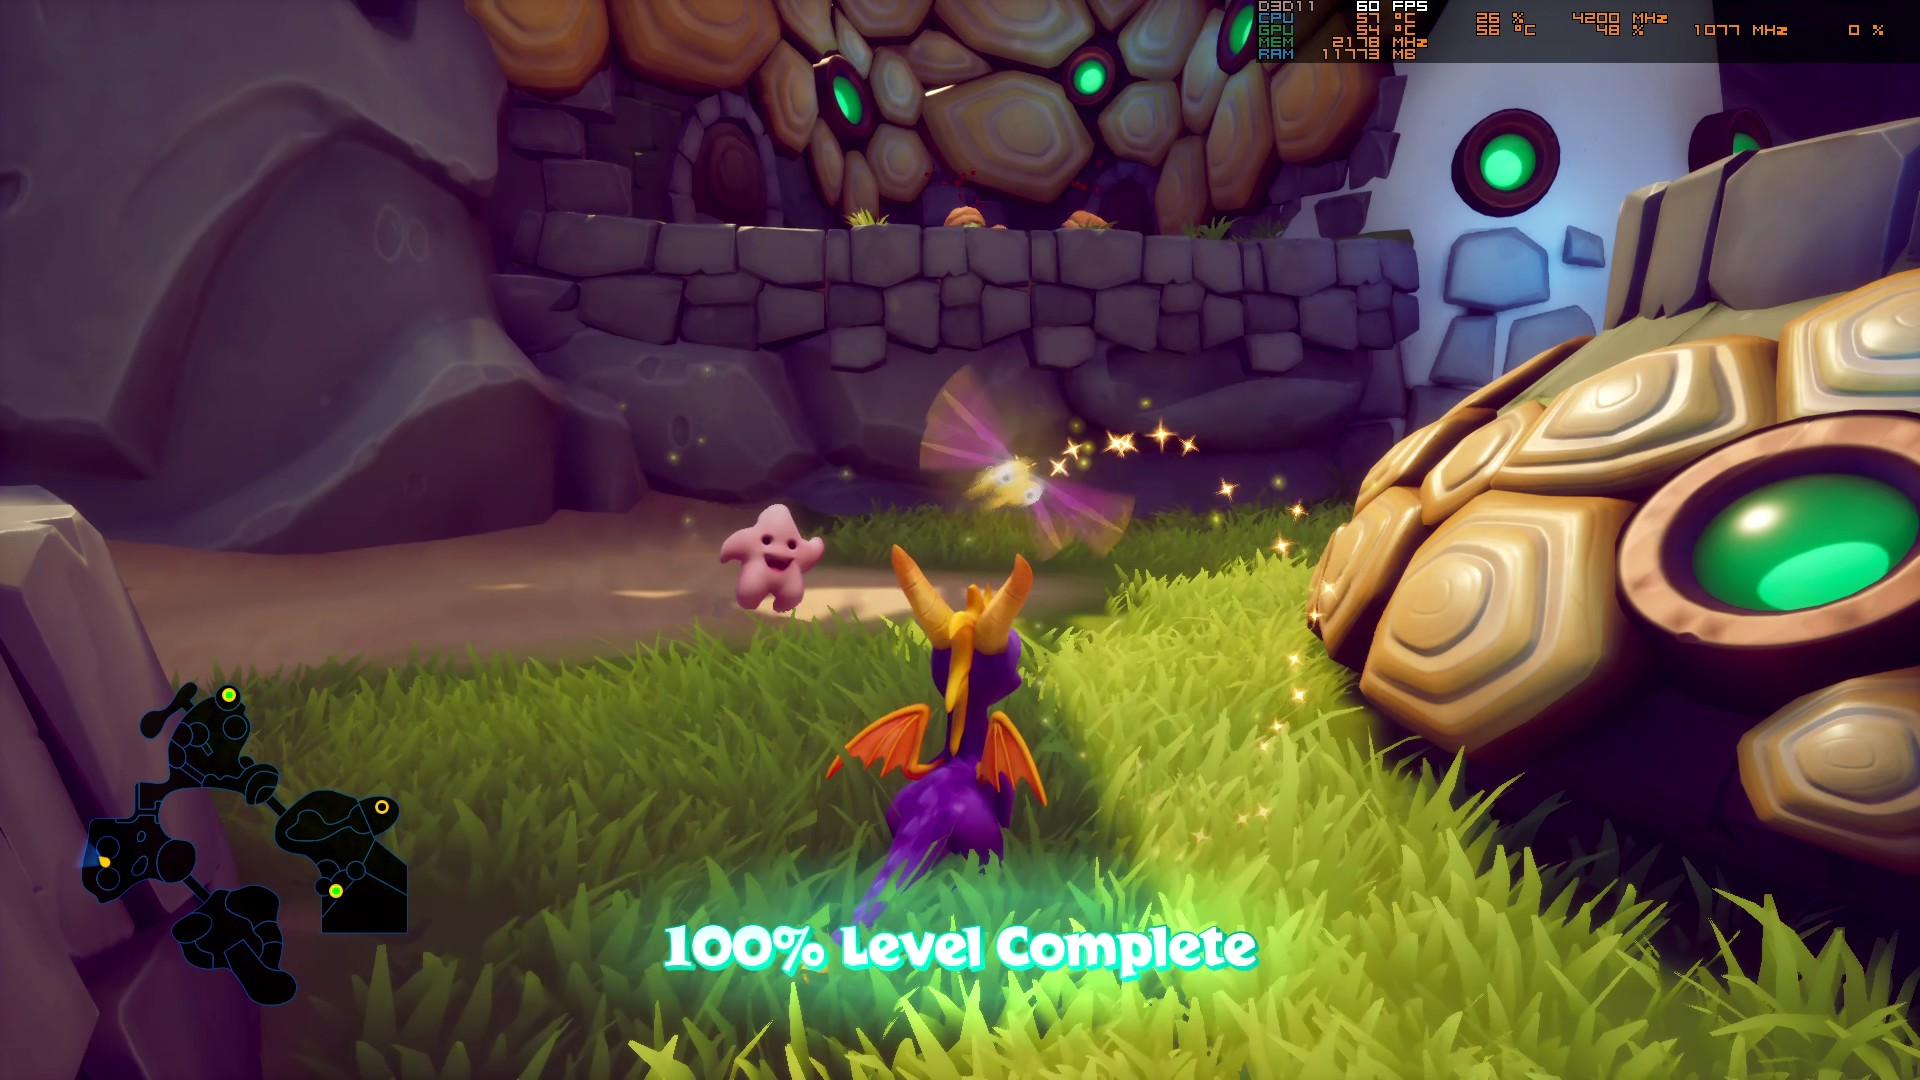 D3D11 60 FPS
CPU 57 °C 26 % 4200 MHz
GPU 54 °C 56 °C 48 % 1077 MHz 0 %
MEM 2178 MHz
RAM 11773 MB
100% Level Complete